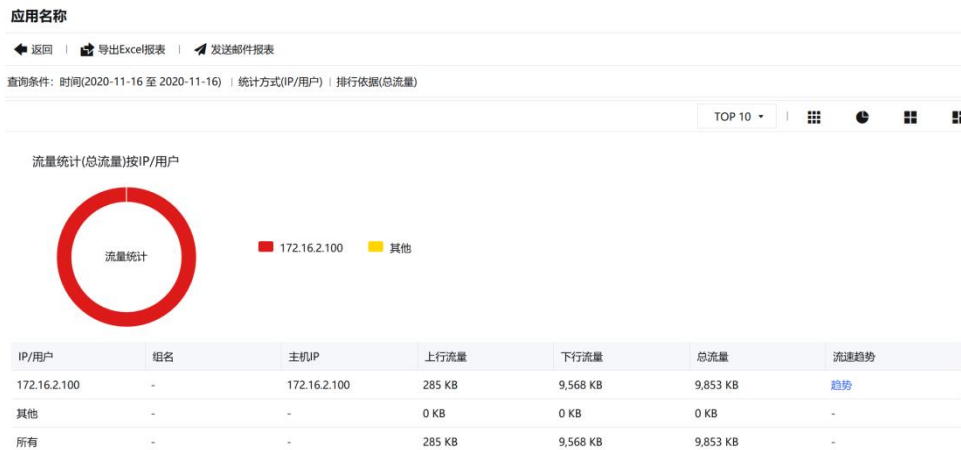 应用名称
返回 | 导出Excel报表 | 发送邮件报表
查询条件：时间(2020-11-16 至 2020-11-16) | 统计方式(IP/用户) | 排行依据(总流量)
TOP 10
流量统计(总流量)按IP/用户
流量统计 172.16.2.100 其他
IP/用户 组名 主机IP 上行流量 下行流量 总流量 流速趋势
172.16.2.100 - 172.16.2.100 285 KB 9,568 KB 9,853 KB 趋势
其他 - - 0 KB 0 KB 0 KB -
所有 - - 285 KB 9,568 KB 9,853 KB -